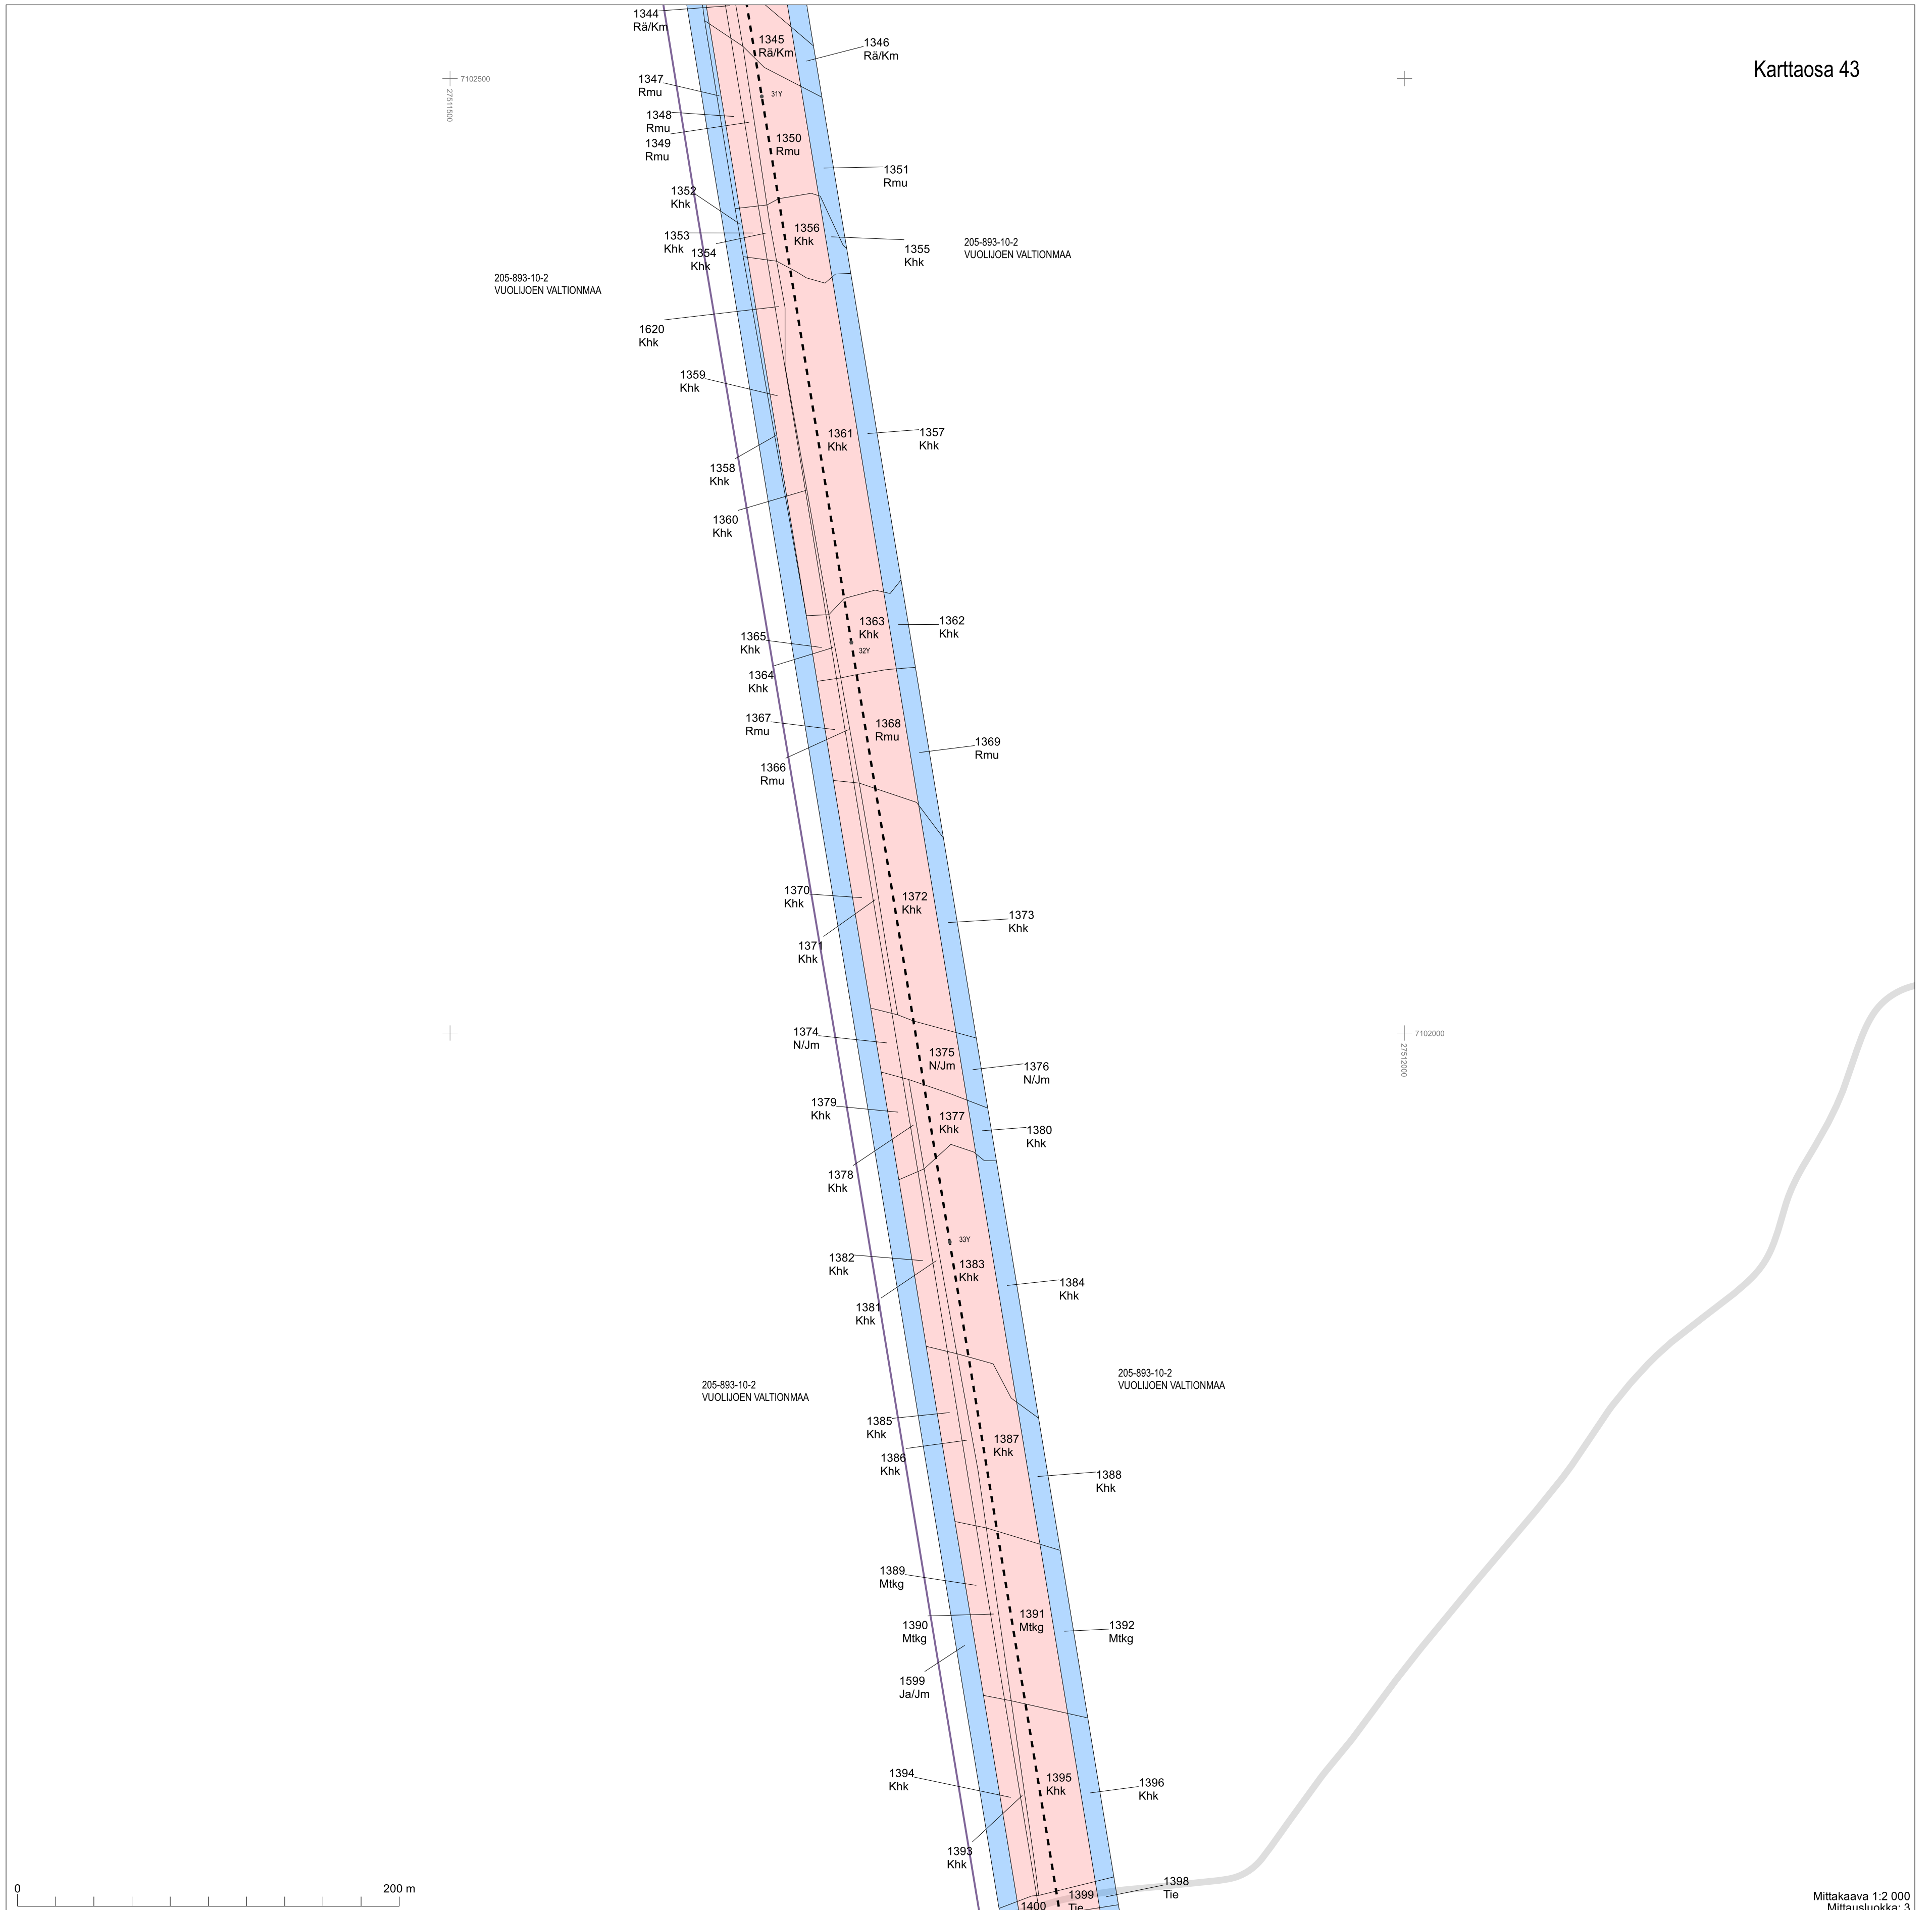 1344
Rä/Km
1345
Rä/Km
1346
Rä/Km
Karttaosa 43
7102500
27511500
1347
Rmu
31Y
1348
Rmu
1349
Rmu
1350
Rmu
1351
Rmu
1352
Khk
1353
Khk
1354
Khk
1356
Khk
1355
Khk
205-893-10-2
VUOLIJOEN VALTIONMAA
205-893-10-2
VUOLIJOEN VALTIONMAA
1620
Khk
1359
Khk
1361
Khk
1357
Khk
1358
Khk
1360
Khk
1363
Khk
1362
Khk
1365
Khk
32Y
1364
Khk
1367
Rmu
1368
Rmu
1369
Rmu
1366
Rmu
1370
Khk
1372
Khk
1373
Khk
1371
Khk
1374
N/Jm
7102000
27512000
1375
N/Jm
1376
N/Jm
1379
Khk
1377
Khk
1380
Khk
1378
Khk
33Y
1382
Khk
1383
Khk
1384
Khk
1381
Khk
205-893-10-2
VUOLIJOEN VALTIONMAA
205-893-10-2
VUOLIJOEN VALTIONMAA
1385
Khk
1387
Khk
1386
Khk
1388
Khk
1389
Mtkg
1390
Mtkg
1391
Mtkg
1392
Mtkg
1599
Ja/Jm
1394
Khk
1395
Khk
1396
Khk
1393
Khk
1398
Tie
0
200 m
1399
Tie
1400
Mittakaava 1:2 000
Mittausluokka: 3